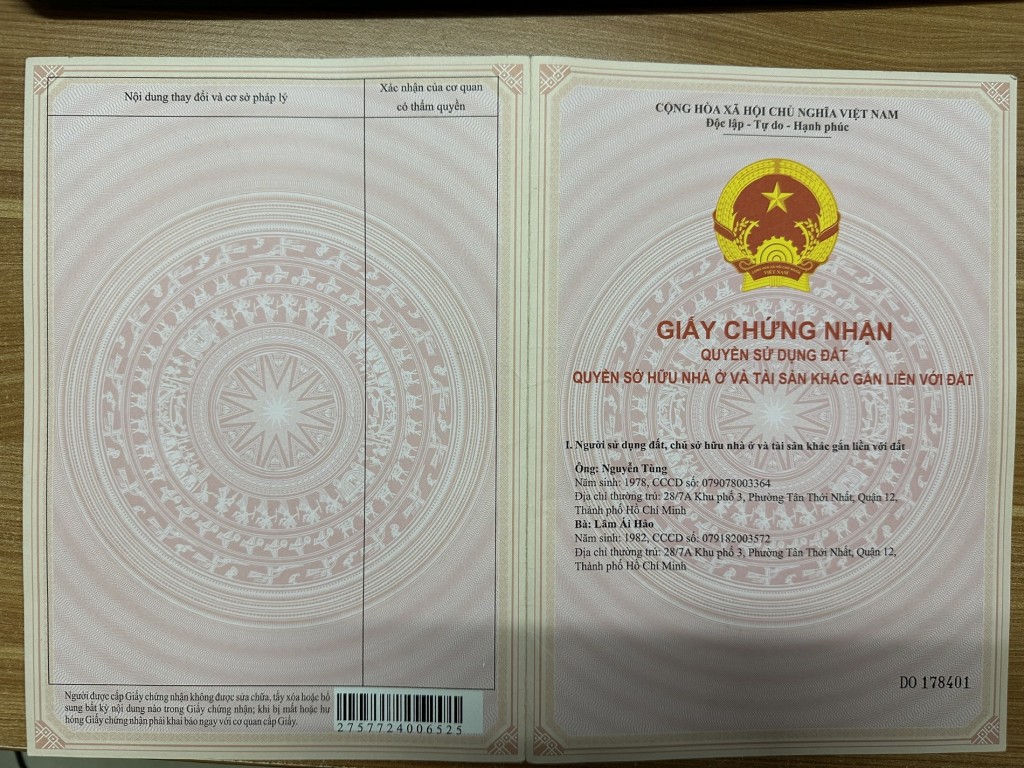 Nội dung thay đổi và cơ sở pháp lý
Xác nhận của cơ quan
có thẩm quyền
Người được cấp Giấy chứng nhận không được sửa chữa, tẩy xóa hoặc bổ
sung bất kỳ nội dung nào trong Giấy chứng nhận; khi bị mất hoặc hư
hỏng Giấy chứng nhận phải khai báo ngay với cơ quan cấp Giấy.
2757724006525
CỘNG HÒA XÃ HỘI CHỦ NGHĨA VIỆT NAM
Độc lập - Tự do - Hạnh phúc
VIỆT NAM
GIẤY CHỨNG NHẬN
QUYỀN SỬ DỤNG ĐẤT
QUYỀN SỞ HỮU NHÀ Ở VÀ TÀI SẢN KHÁC GẮN LIỀN VỚI ĐẤT
I. Người sử dụng đất, chủ sở hữu nhà ở và tài sản khác gắn liền với đất
Ông: Nguyễn Tùng
Năm sinh: 1978, CCCD số: 079078003364
Địa chỉ thường trú: 28/7A Khu phố 3, Phường Tân Thới Nhất, Quận 12,
Thành phố Hồ Chí Minh
Bà: Lâm Ái Hảo
Năm sinh: 1982, CCCD số: 079182003572
Địa chỉ thường trú: 28/7A Khu phố 3, Phường Tân Thới Nhất, Quận 12,
Thành phố Hồ Chí Minh
DO 178401